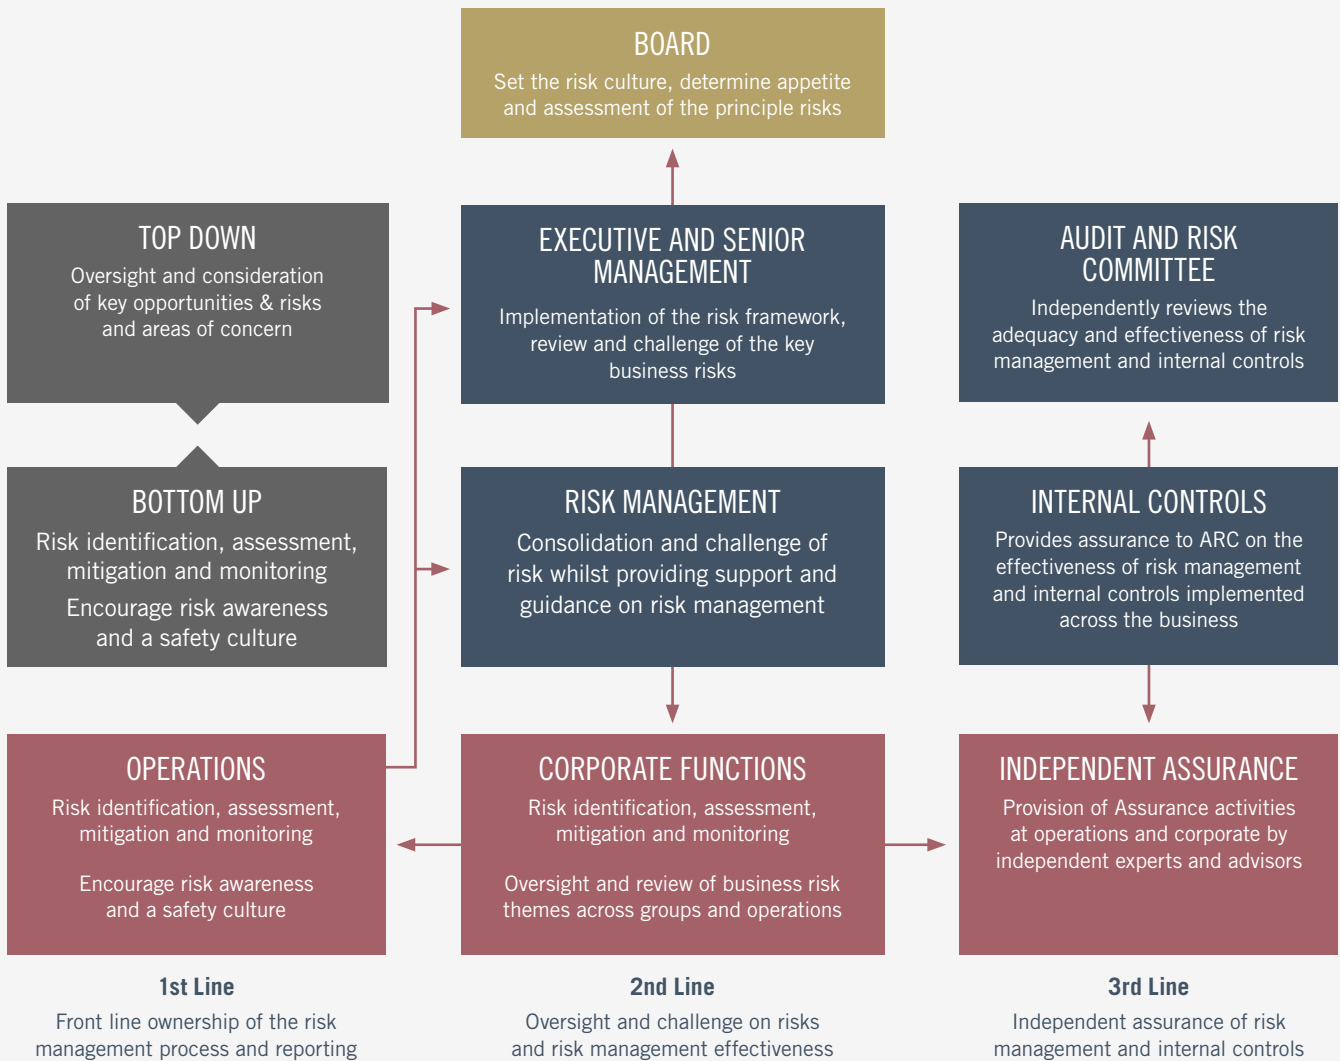 BOARD
Set the risk culture, determine appetite
and assessment of the principle risks
TOP DOWN
Oversight and consideration
of key opportunities & risks
and areas of concern
EXECUTIVE AND SENIOR
MANAGEMENT
Implementation of the risk framework,
review and challenge of the key
business risks
AUDIT AND RISK
COMMITTEE
Independently reviews the
adequacy and effectiveness of risk
management and internal controls
BOTTOM UP
Risk identification, assessment,
mitigation and monitoring
Encourage risk awareness
and a safety culture
RISK MANAGEMENT
Consolidation and challenge of
risk whilst providing support and
guidance on risk management
INTERNAL CONTROLS
Provides assurance to ARC on the
effectiveness of risk management
and internal controls implemented
across the business
OPERATIONS
Risk identification, assessment,
mitigation and monitoring
Encourage risk awareness
and a safety culture
CORPORATE FUNCTIONS
Risk identification, assessment,
mitigation and monitoring
Oversight and review of business risk
themes across groups and operations
INDEPENDENT ASSURANCE
Provision of Assurance activities
at operations and corporate by
independent experts and advisors
1st Line
Front line ownership of the risk
management process and reporting
2nd Line
Oversight and challenge on risks
and risk management effectiveness
3rd Line
Independent assurance of risk
management and internal controls